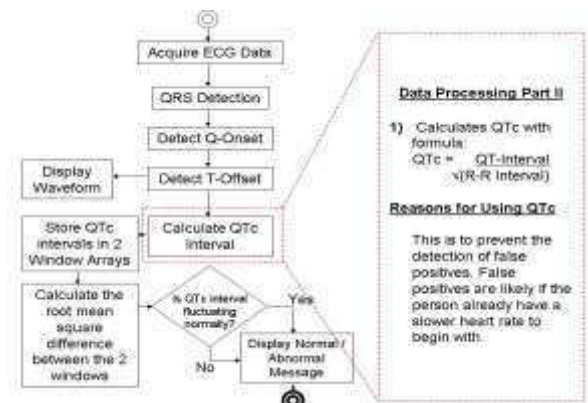 Acquire ECG Data
QRS Detection
Detect Q-Onset
Display
Waveform
Detect T-Offset
Store QTc
intervals in 2
Window Arrays
Calculate QTc
Interval
Calculate the
root mean
square
difference
between the 2
windows
Is QTc interval
fluctuating
normally?
Yes
No
Display Normal /
Abnormal
Message
Data Processing Part II
1) Calculates QTc with
formula:
QTc = QT-Interval
√(R-R Interval)
Reasons for Using QTc
This is to prevent the
detection of false
positives. False
positives are likely if the
person already have a
slower heart rate to
begin with.